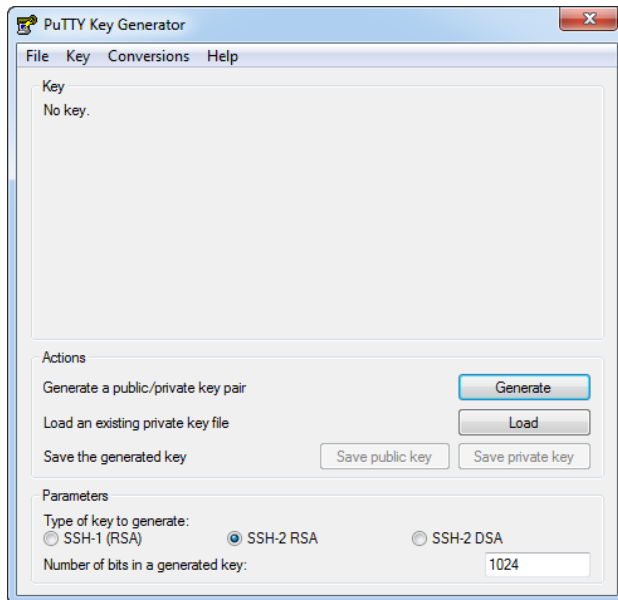 PuTTY Key Generator
File Key Conversions Help
Key
No key.
Actions
Generate a public/private key pair Generate
Load an existing private key file Load
Save the generated key Save public key Save private key
Parameters
Type of key to generate:
SSH-1 (RSA) SSH-2 RSA SSH-2 DSA
Number of bits in a generated key: 1024